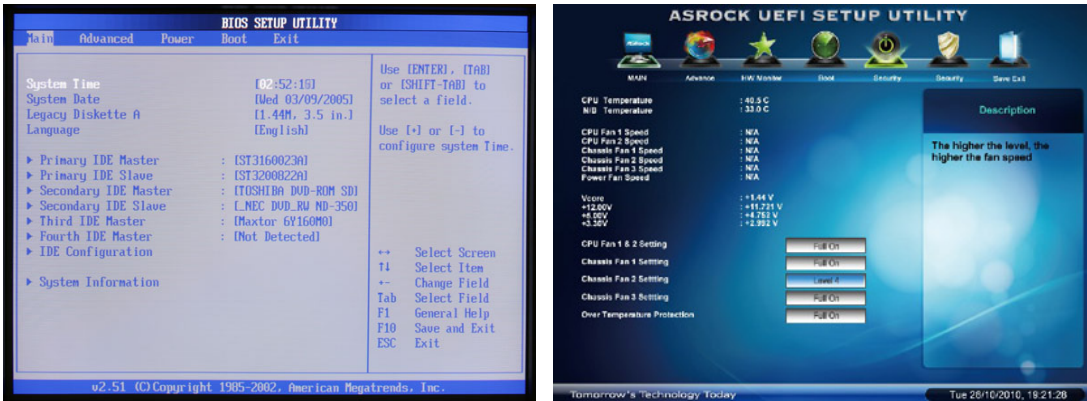 BIOS SETUP UTILITY
Main Advanced Power Boot Exit
System Time [02:52:16]
System Date [Wed 03/09/2005]
Legacy Diskette A [1.44M, 3.5 in.]
Language [English]
Primary IDE Master : [ST3160023A]
Primary IDE Slave : [ST3200822A]
Secondary IDE Master : [TOSHIBA DVD-ROM SD]
Secondary IDE Slave : [_NEC DVD_RW ND-350]
Third IDE Master : [Maxtor 6Y160M0]
Fourth IDE Master : [Not Detected]
IDE Configuration
System Information
Use [ENTER], [TAB]
or [SHIFT-TAB] to
select a field.
Use [+] or [-] to
configure system Time.
↔ Select Screen
↑↓ Select Item
+- Change Field
Tab Select Field
F1 General Help
F10 Save and Exit
ESC Exit
v2.51 (C)Copyright 1985-2002, American Megatrends, Inc.
ASROCK UEFI SETUP UTILITY
ASRock
MAIN Advance HW Monitor Boot Security Security Save Exit
CPU Temperature : 40.5 C
N/B Temperature : 33.0 C
CPU Fan 1 Speed : N/A
CPU Fan 2 Speed : N/A
Chassis Fan 1 Speed : N/A
Chassis Fan 2 Speed : N/A
Chassis Fan 3 Speed : N/A
Power Fan Speed : N/A
Vcore : +1.44 V
+12.00V : +11.721 V
+5.00V : +4.752 V
+3.30V : +2.992 V
CPU Fan 1 & 2 Setting Full On
Chassis Fan 1 Settting Full On
Chassis Fan 2 Settting Level 4
Chassis Fan 3 Settting Full On
Over Temperature Protection Full On
Description
The higher the level, the
higher the fan speed
Tomorrow's Technology Today
Tue 26/10/2010, 19:21:28